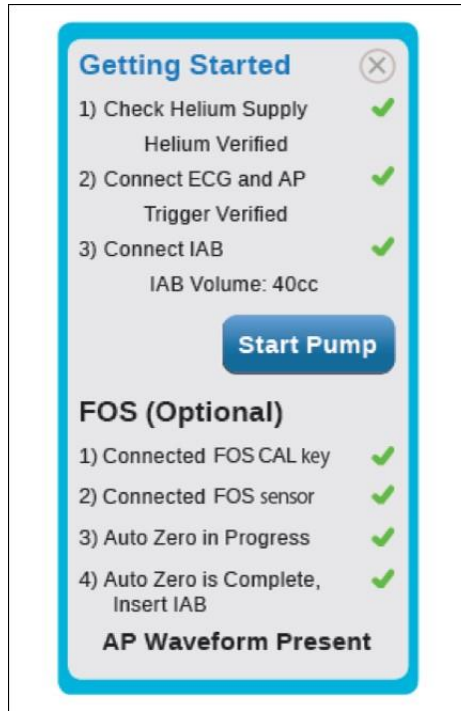 Getting Started
1) Check Helium Supply
Helium Verified
2) Connect ECG and AP
Trigger Verified
3) Connect IAB
IAB Volume: 40cc
Start Pump
FOS (Optional)
1) Connected FOS CAL key
2) Connected FOS sensor
3) Auto Zero in Progress
4) Auto Zero is Complete,
Insert IAB
AP Waveform Present